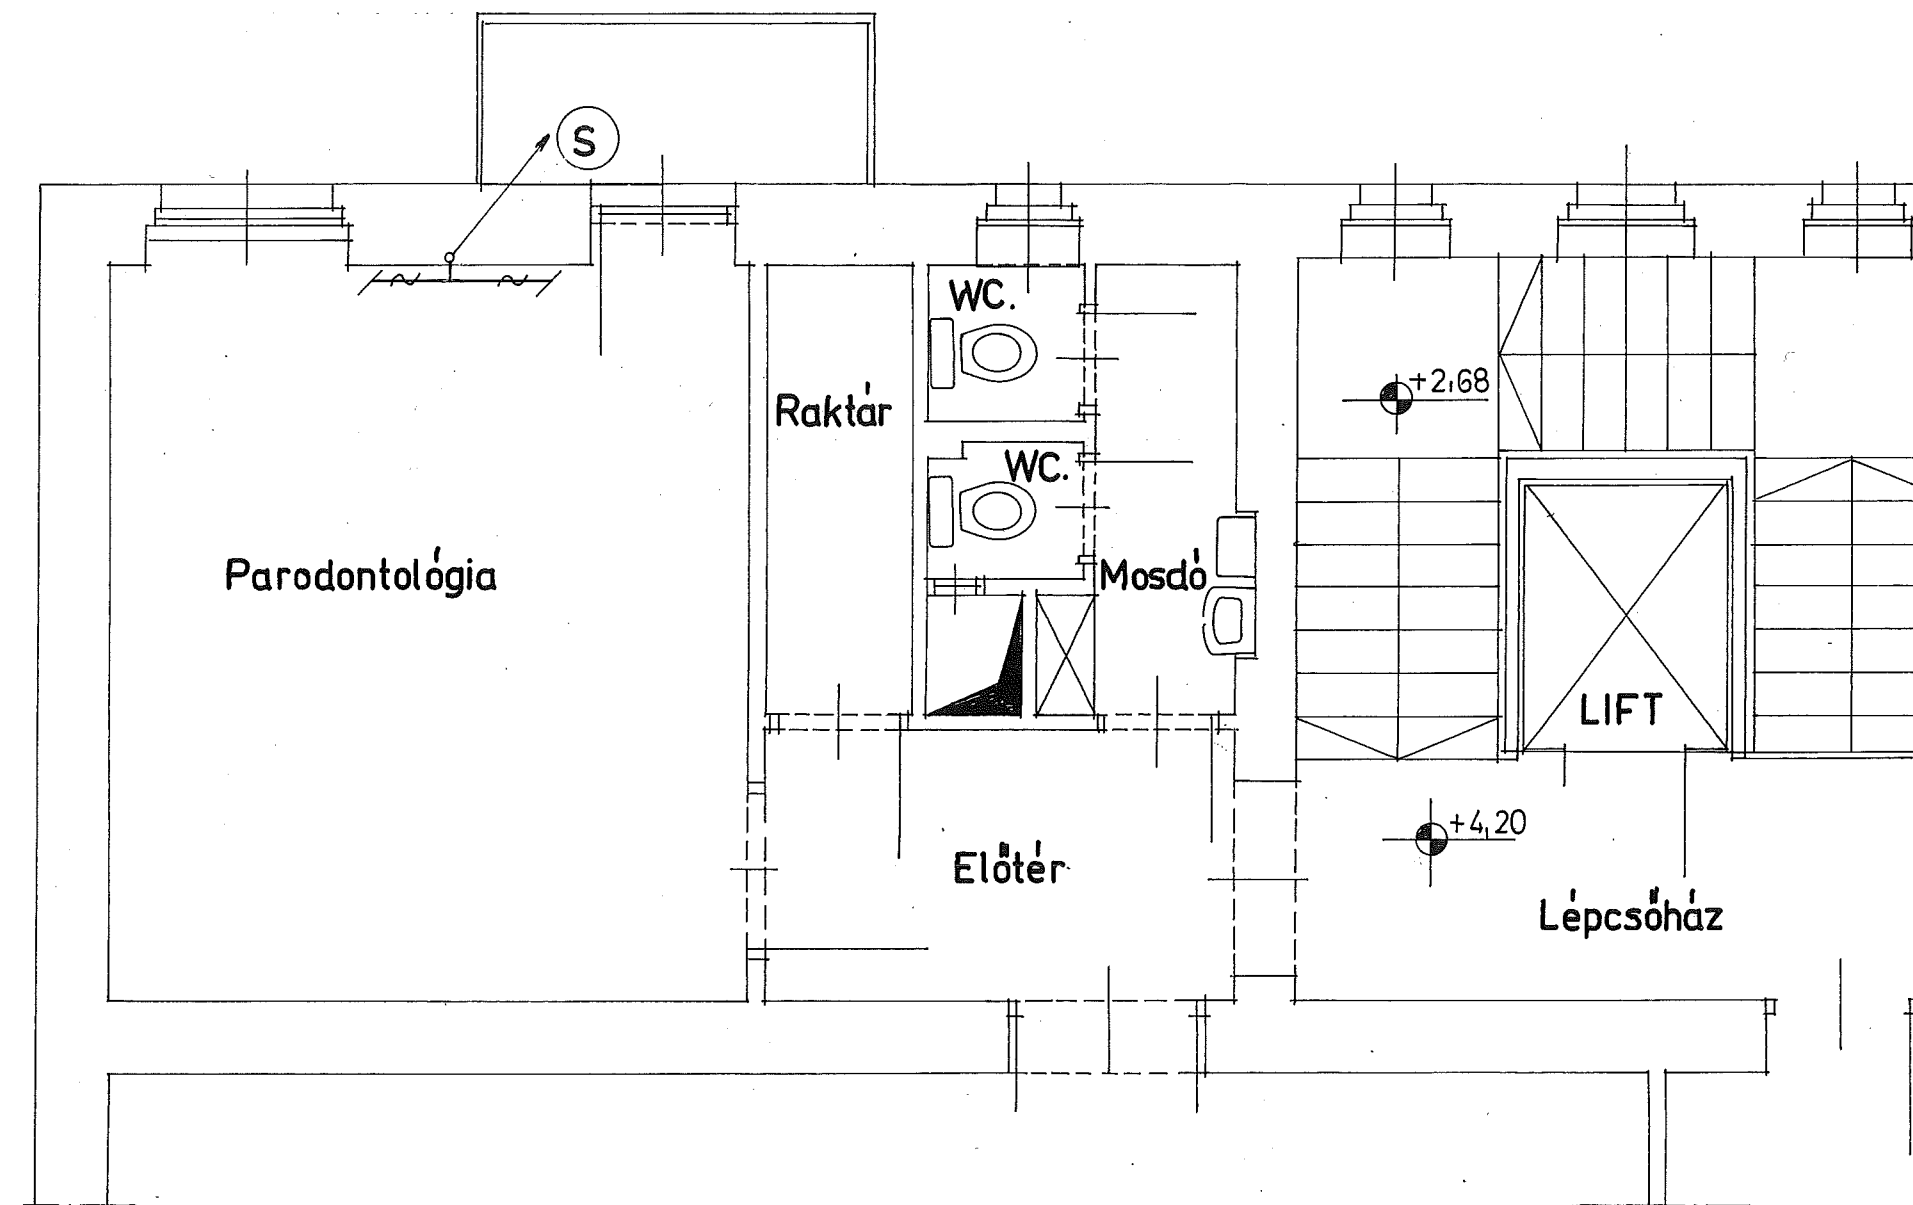 S
WC.
+2,68
Raktár
WC.
Parodontológia
Mosdó
LIFT
+4,20
Előtér
Lépcsőház